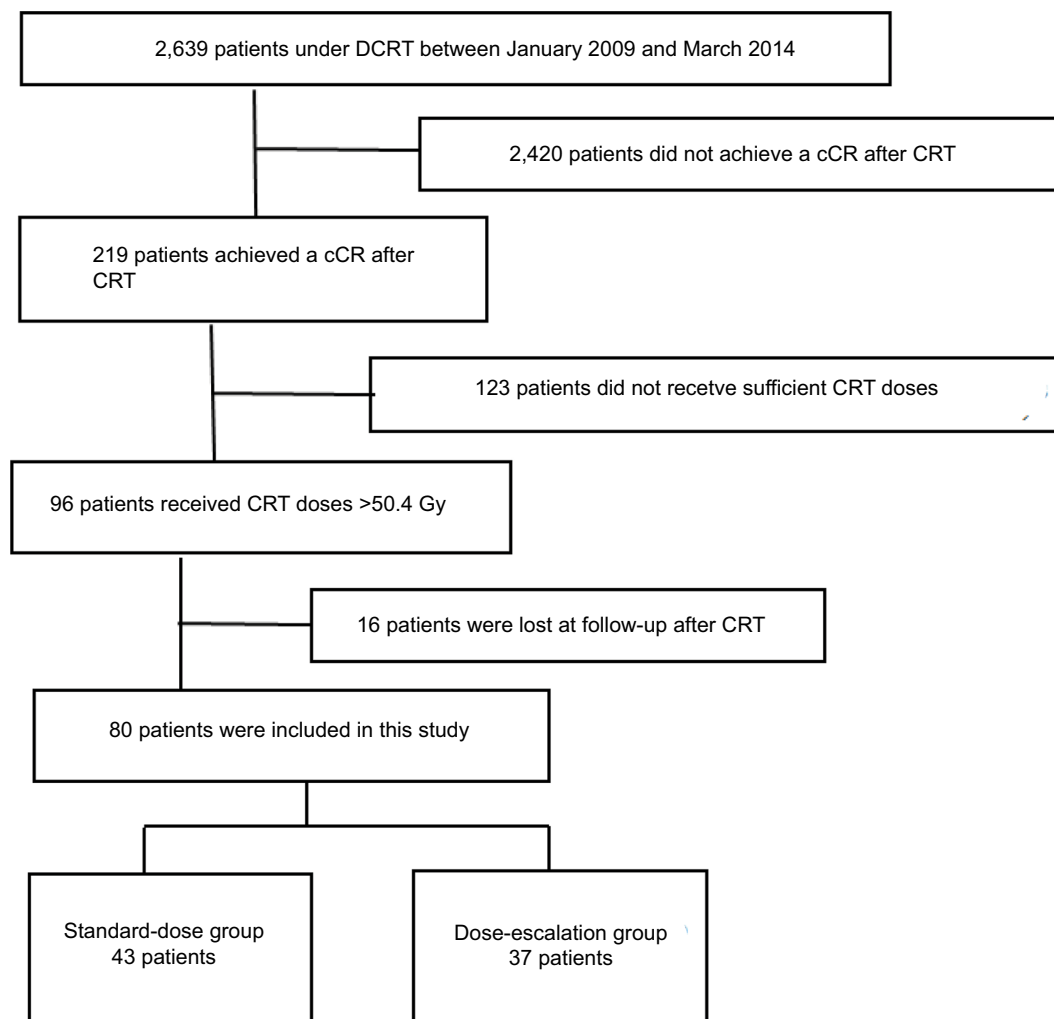 2,639 patients under DCRT between January 2009 and March 2014
2,420 patients did not achieve a cCR after CRT
219 patients achieved a cCR after
CRT
123 patients did not recetve sufficient CRT doses
96 patients received CRT doses >50.4 Gy
16 patients were lost at follow-up after CRT
80 patients were included in this study
Standard-dose group
43 patients
Dose-escalation group
37 patients